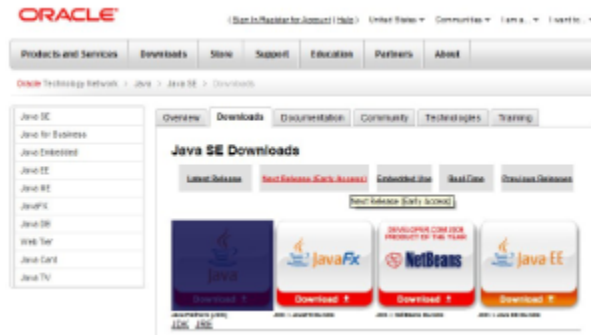 ORACLE
(Sign In/Register for Account | Help) United States Communities I am a... I want to...
Products and Services Downloads Store Support Education Partners About
Oracle Technology Network > Java > Java SE > Downloads
Java SE
Java for Business
Java Embedded
Java EE
Java ME
JavaFX
Java DB
Web Tier
Java Card
Java TV
Overview Downloads Documentation Community Technologies Training
Java SE Downloads
Latest Release Next Release (Early Access) Embedded Use Real-Time Previous Releases
Next Release (Early Access)
Java
Download
JavaFX
Download
DEVELOPER.COM
PRODUCT OF THE YEAR
NetBeans
Download
Java EE
Download
JDK JRE